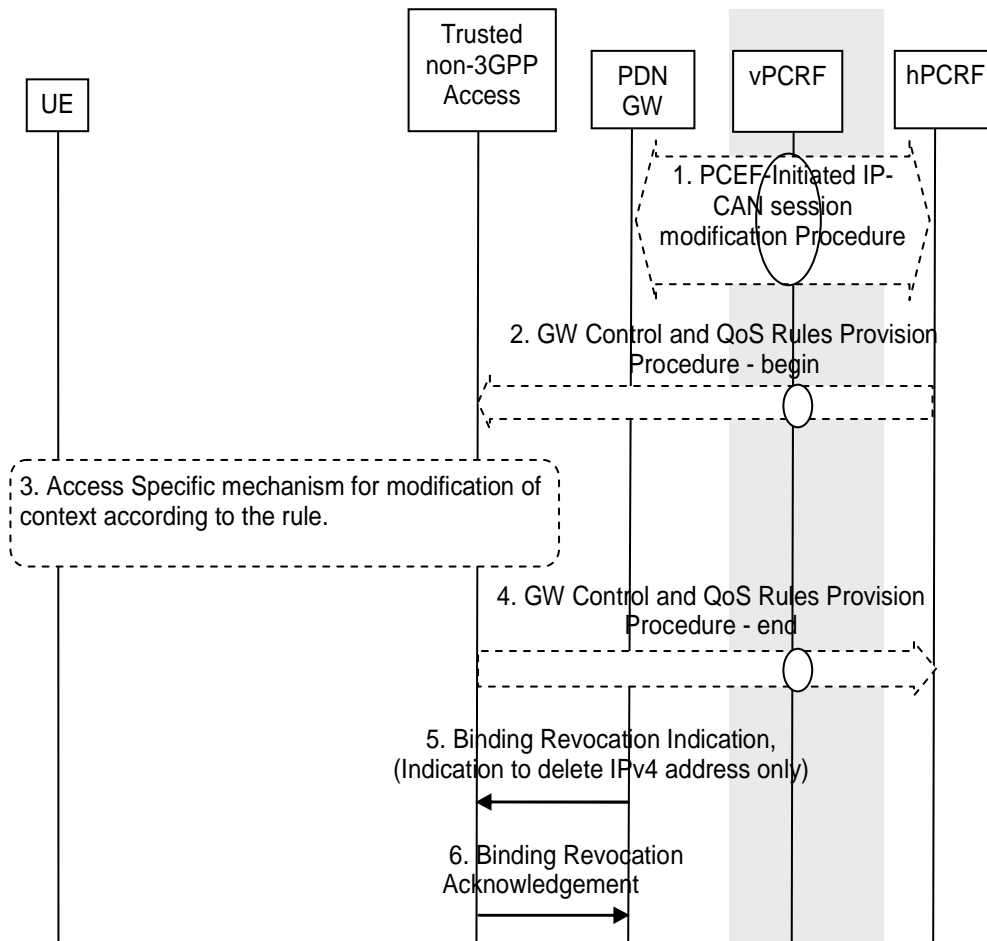 UE
Trusted
non-3GPP
Access
PDN
GW
vPCRF
hPCRF
1. PCEF-Initiated IP-
CAN session
modification Procedure
2. GW Control and QoS Rules Provision
Procedure - begin
3. Access Specific mechanism for modification of
context according to the rule.
4. GW Control and QoS Rules Provision
Procedure - end
5. Binding Revocation Indication,
(Indication to delete IPv4 address only)
6. Binding Revocation
Acknowledgement